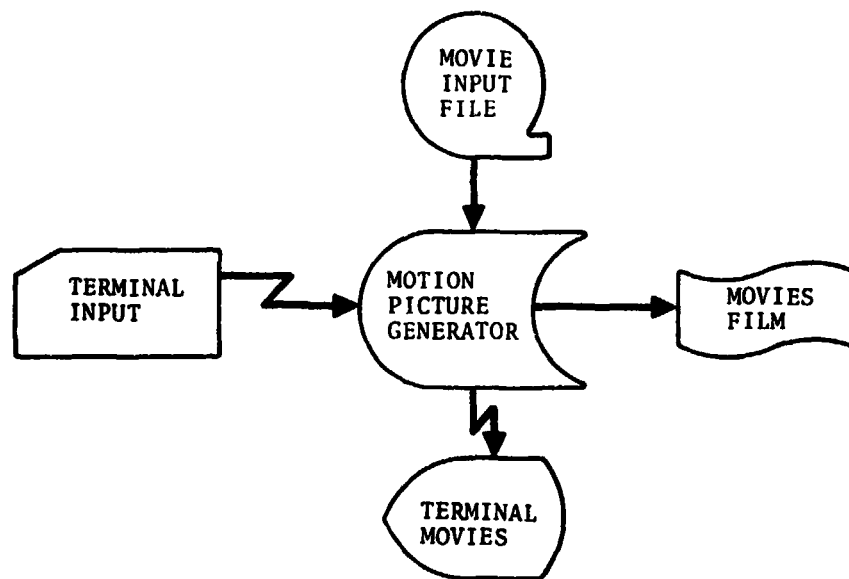 MOVIE
INPUT
FILE
TERMINAL
INPUT
MOTION
PICTURE
GENERATOR
MOVIES
FILM
TERMINAL
MOVIES